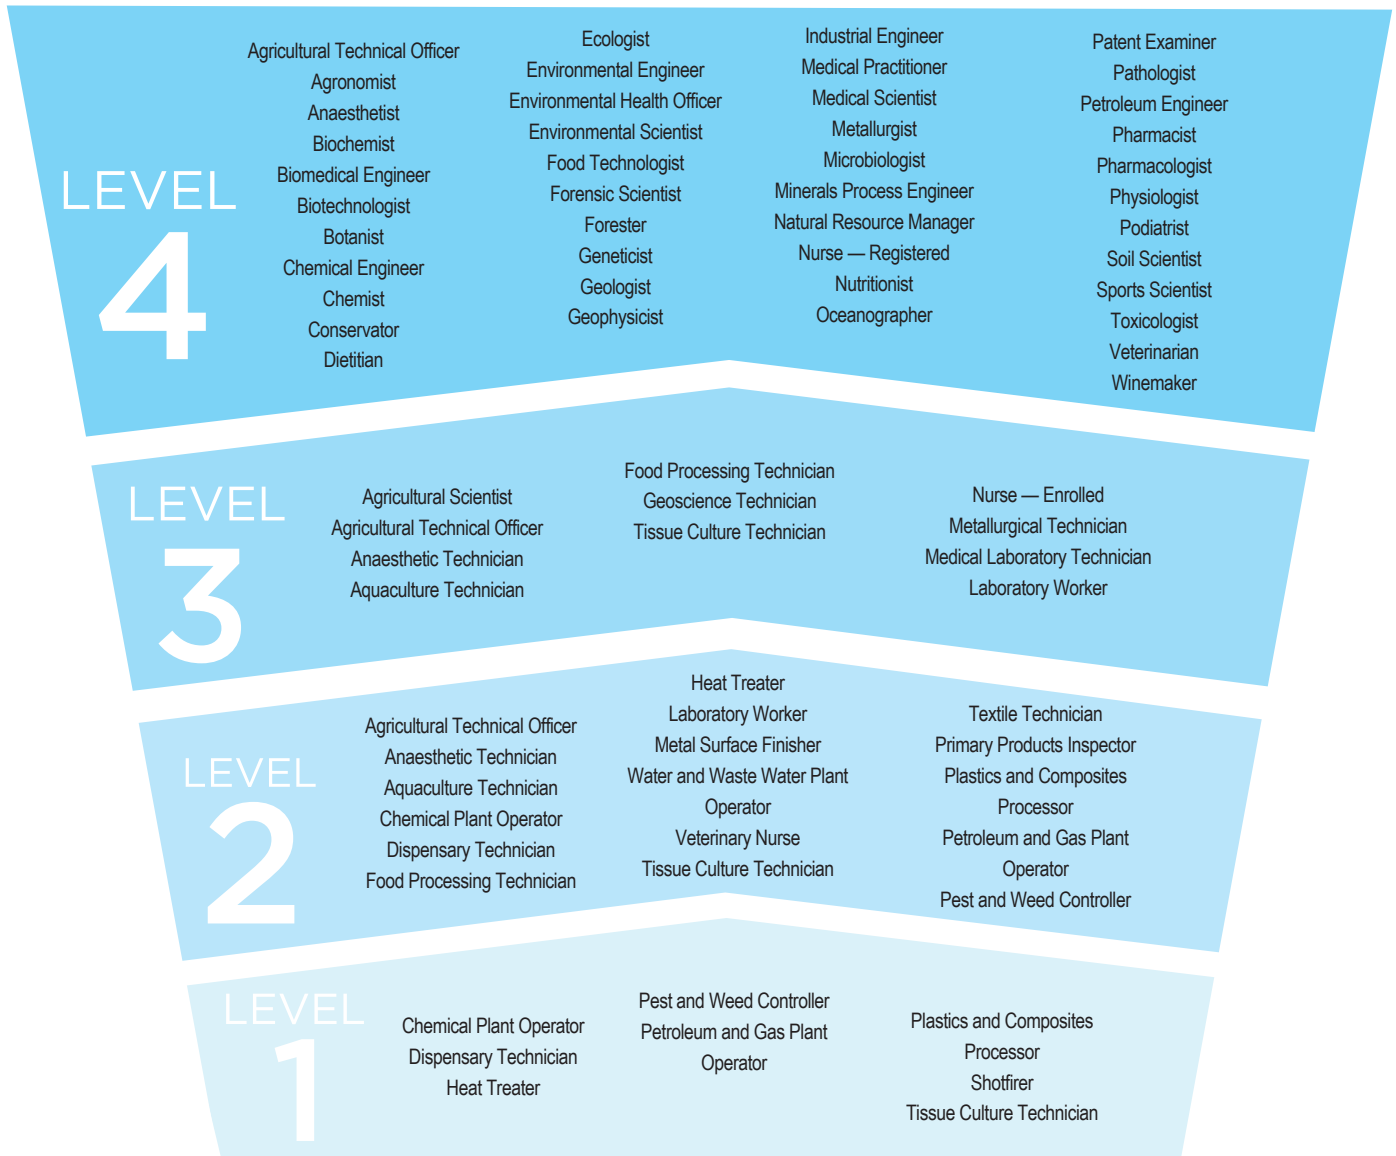 LEVEL
4
Agricultural Technical Officer
Agronomist
Anaesthetist
Biochemist
Biomedical Engineer
Biotechnologist
Botanist
Chemical Engineer
Chemist
Conservator
Dietitian
Ecologist
Environmental Engineer
Environmental Health Officer
Environmental Scientist
Food Technologist
Forensic Scientist
Forester
Geneticist
Geologist
Geophysicist
Industrial Engineer
Medical Practitioner
Medical Scientist
Metallurgist
Microbiologist
Minerals Process Engineer
Natural Resource Manager
Nurse — Registered
Nutritionist
Oceanographer
Patent Examiner
Pathologist
Petroleum Engineer
Pharmacist
Pharmacologist
Physiologist
Podiatrist
Soil Scientist
Sports Scientist
Toxicologist
Veterinarian
Winemaker
LEVEL
3
Agricultural Scientist
Agricultural Technical Officer
Anaesthetic Technician
Aquaculture Technician
Food Processing Technician
Geoscience Technician
Tissue Culture Technician
Nurse — Enrolled
Metallurgical Technician
Medical Laboratory Technician
Laboratory Worker
LEVEL
2
Agricultural Technical Officer
Anaesthetic Technician
Aquaculture Technician
Chemical Plant Operator
Dispensary Technician
Food Processing Technician
Heat Treater
Laboratory Worker
Metal Surface Finisher
Water and Waste Water Plant
Operator
Veterinary Nurse
Tissue Culture Technician
Textile Technician
Primary Products Inspector
Plastics and Composites
Processor
Petroleum and Gas Plant
Operator
Pest and Weed Controller
LEVEL
1
Chemical Plant Operator
Dispensary Technician
Heat Treater
Pest and Weed Controller
Petroleum and Gas Plant
Operator
Plastics and Composites
Processor
Shotfirer
Tissue Culture Technician